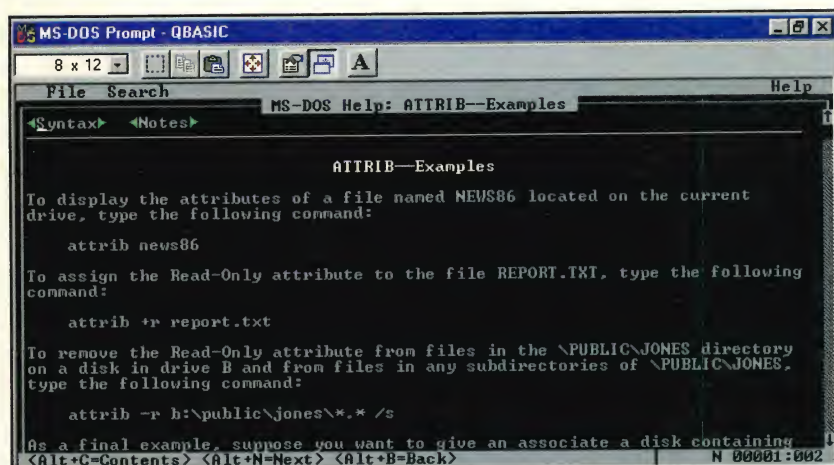 MS-DOS Prompt - QBASIC
8 x 12
A
File Search Help
MS-DOS Help: ATTRIB--Examples
◄Syntax► ◄Notes►
ATTRIB--Examples
To display the attributes of a file named NEWS86 located on the current
drive, type the following command:
attrib news86
To assign the Read-Only attribute to the file REPORT.TXT, type the following
command:
attrib +r report.txt
To remove the Read-Only attribute from files in the \PUBLIC\JONES directory
on a disk in drive B and from files in any subdirectories of \PUBLIC\JONES,
type the following command:
attrib -r b:\public\jones\*.* /s
As a final example, suppose you want to give an associate a disk containing
<Alt+C=Contents> <Alt+N=Next> <Alt+B=Back> N 00001:002